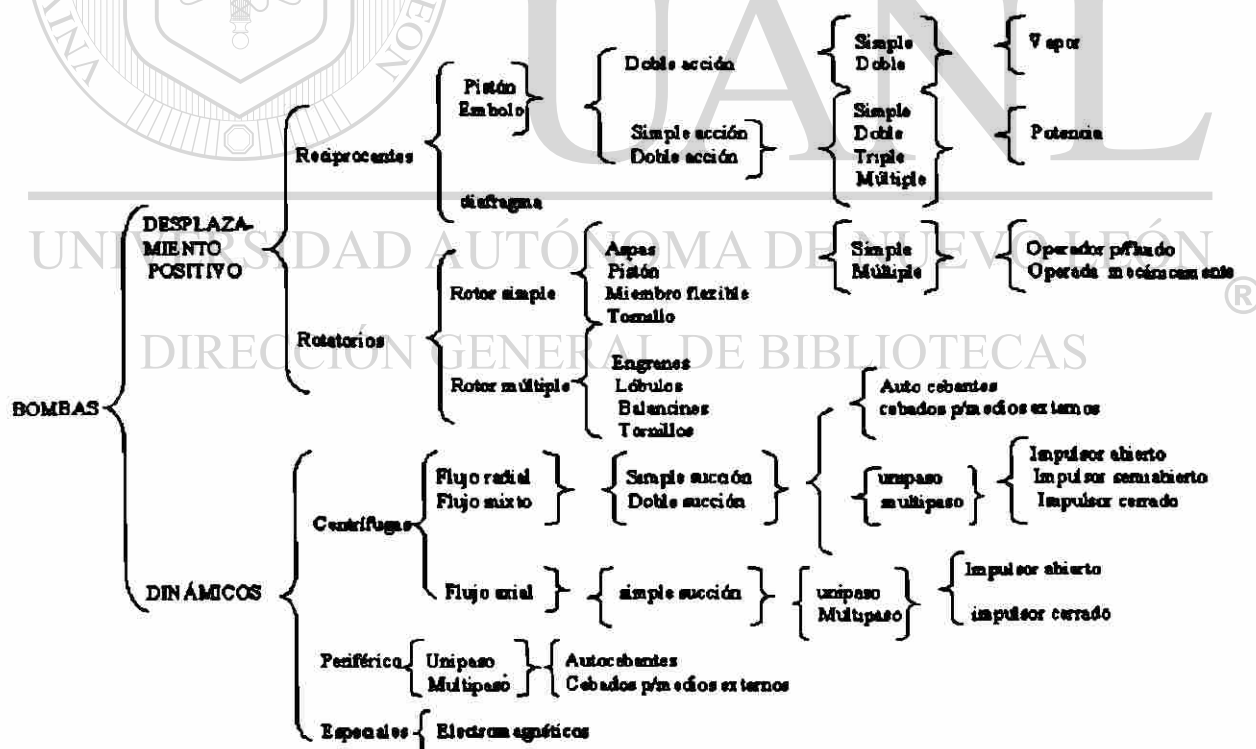 UANL
UNIVERSIDAD AUTÓNOMA DE NUEVO LEÓN
®
DIRECCIÓN GENERAL DE BIBLIOTECAS
BOMBAS
DESPLAZA-
MIENTO
POSITIVO
Reciprocantes
Pistón
Embolo
Doble acción
Simple
Doble
Vapor
Simple acción
Doble acción
Simple
Doble
Triple
Múltiple
Potencia
diafragma
Rotatorios
Rotor simple
Aspas
Pistón
Miembro flexible
Tornillo
Simple
Múltiple
Operador p/fluido
Operada mecánicamente
Rotor múltiple
Engranes
Lóbulos
Balancines
Tornillos
DINÁMICOS
Centrífugas
Flujo radial
Flujo mixto
Simple succión
Doble succión
Auto cebantes
cebados p/medios externos
unipaso
multipaso
Impulsor abierto
Impulsor semiabierto
Impulsor cerrado
Flujo axial
simple succión
unipaso
Multipaso
Impulsor abierto
impulsor cerrado
Periférica
Unipaso
Multipaso
Autocebantes
Cebados p/medios externos
Especiales
Electromagnéticos